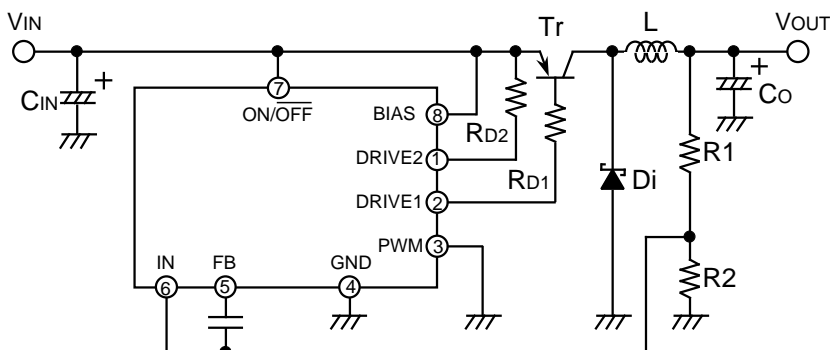 VIN
Tr
L
VOUT
+
CIN
7
ON/OFF
BIAS
8
RD2
+
CO
DRIVE2
1
RD1
R1
DRIVE1
2
Di
PWM
3
IN
FB
GND
R2
6
5
4